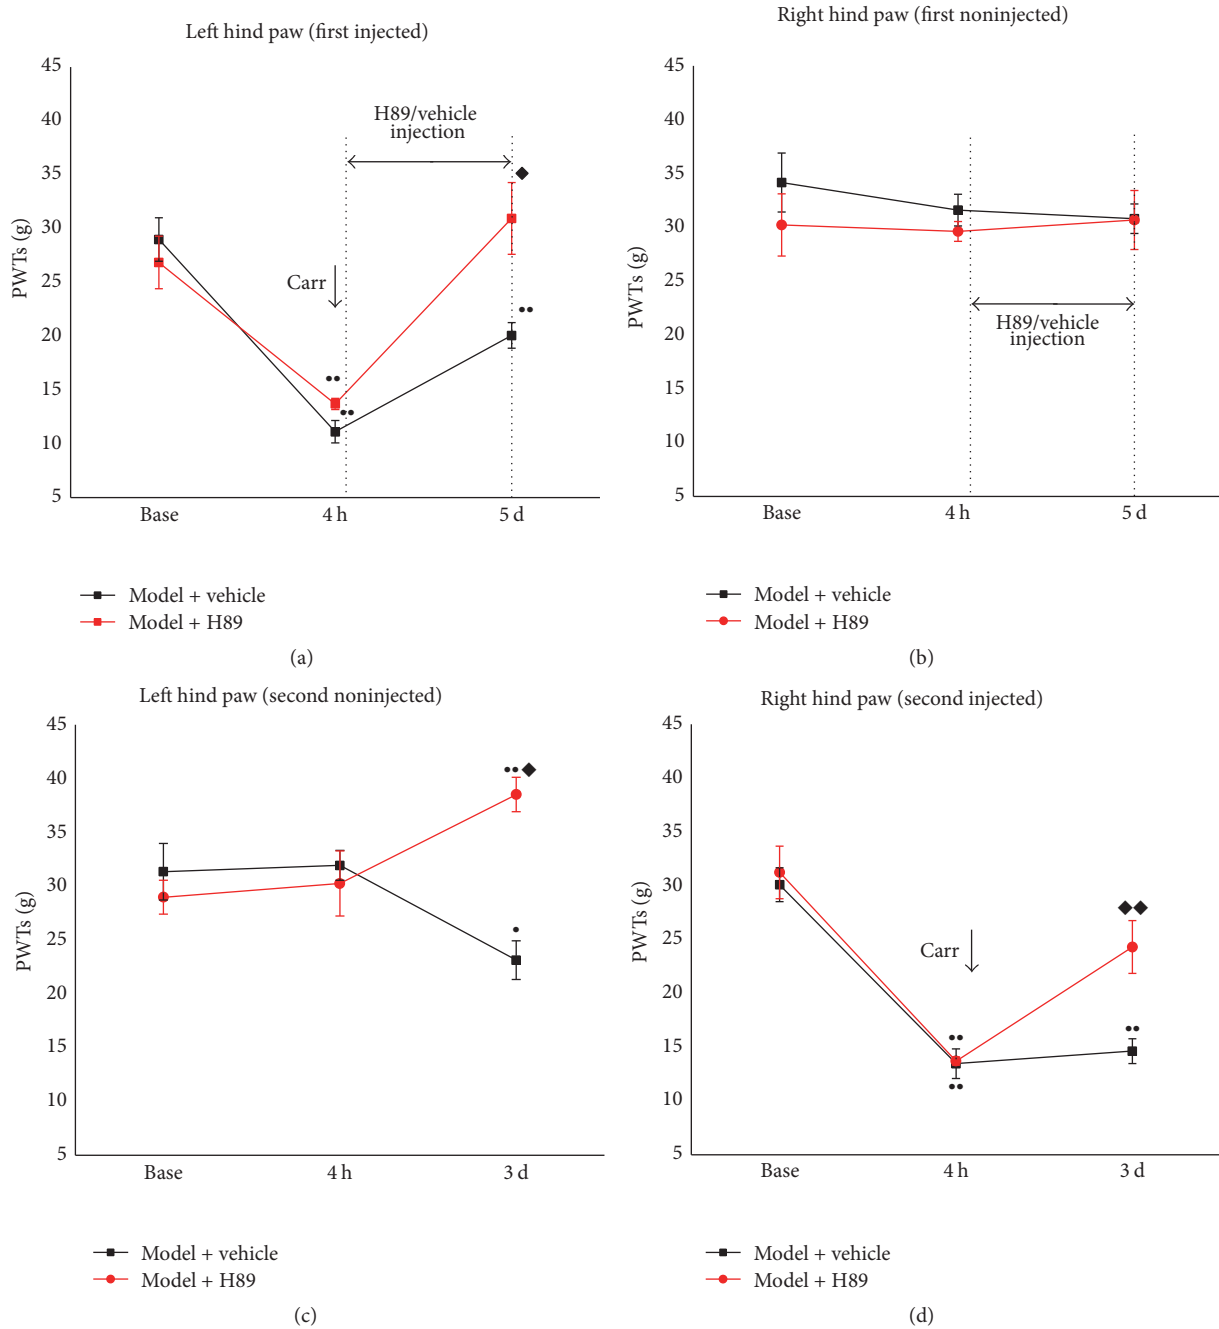 Left hind paw (first injected)
45
40
35
30
25
20
15
10
5
PWTs (g)
H89/vehicle
injection
Carr
Base
4 h
5 d
Model + vehicle
Model + H89
(a)
Right hind paw (first noninjected)
45
40
35
30
25
20
15
10
5
PWTs (g)
H89/vehicle
injection
Base
4 h
5 d
Model + vehicle
Model + H89
(b)
Left hind paw (second noninjected)
45
40
35
30
25
20
15
10
5
PWTs (g)
Base
4 h
3 d
Model + vehicle
Model + H89
(c)
Right hind paw (second injected)
45
40
35
30
25
20
15
10
5
PWTs (g)
Carr
Base
4 h
3 d
Model + vehicle
Model + H89
(d)